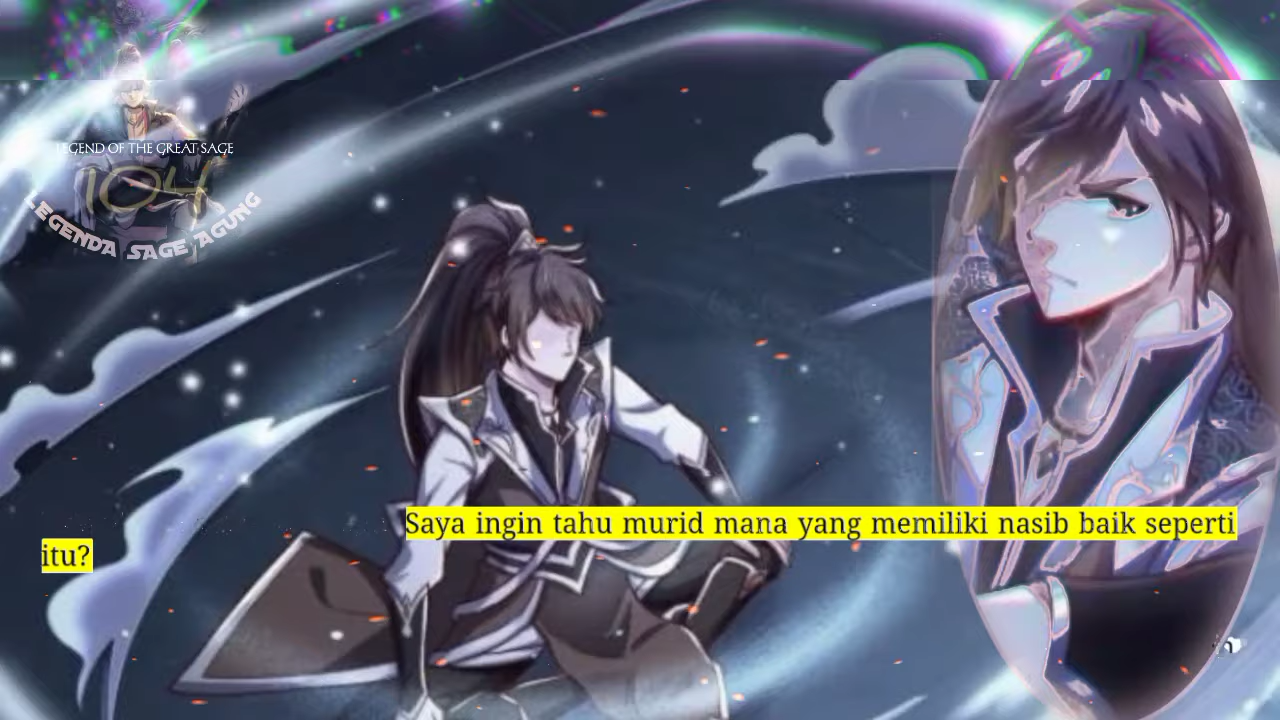 LEGEND OF THE GREAT SAGE
104
LEGENDA SAGE AGUNG
Saya ingin tahu murid mana yang memiliki nasib baik seperti
itu?